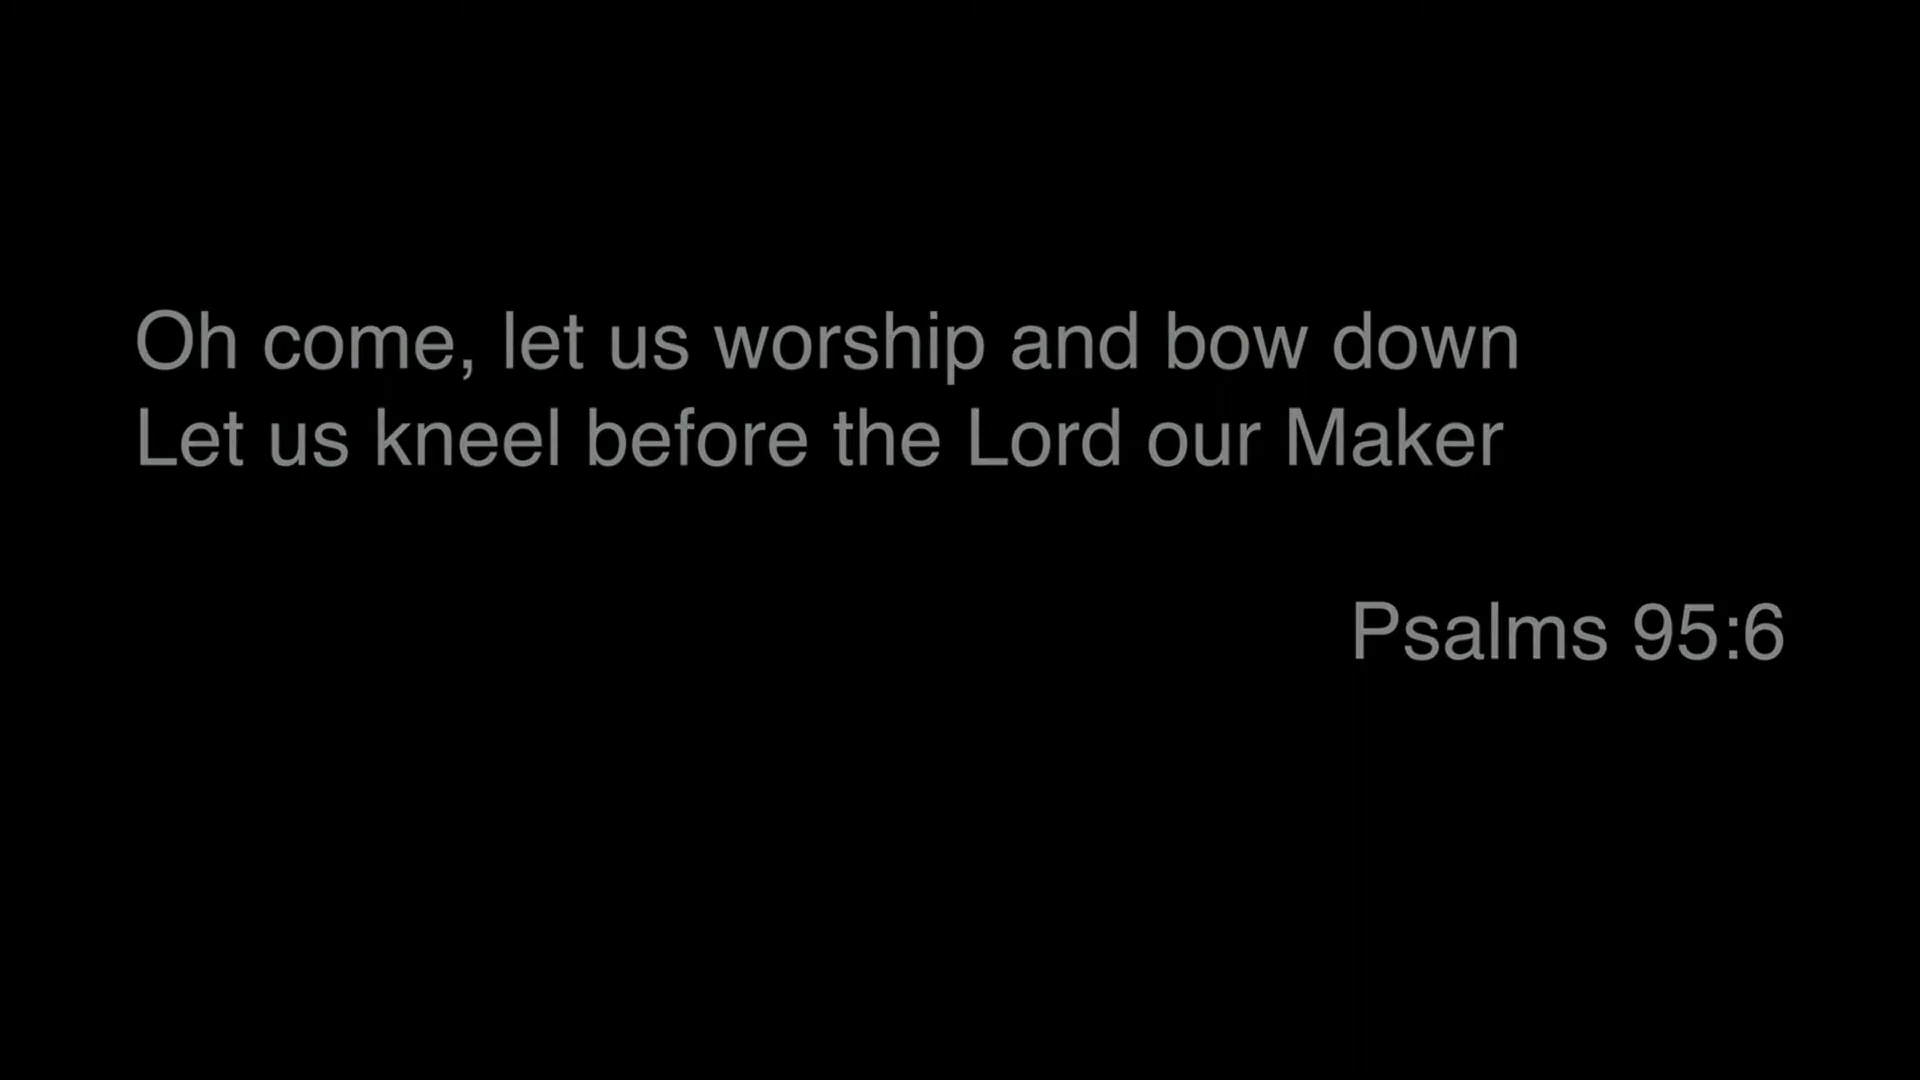 Oh come, let us worship and bow down
Let us kneel before the Lord our Maker
Psalms 95:6